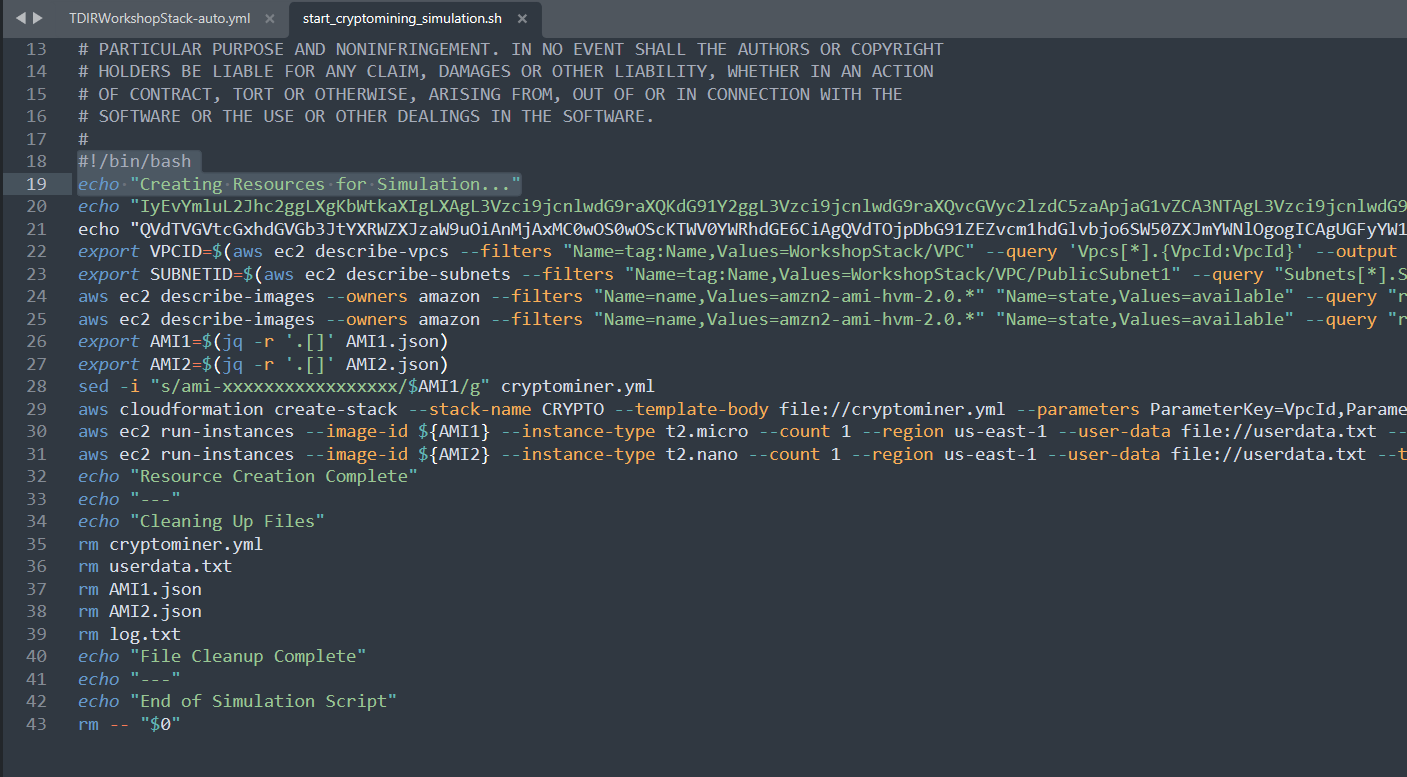 TDIRWorkshopStack-auto.yml
start_cryptomining_simulation.sh
13 # PARTICULAR PURPOSE AND NONINFRINGEMENT. IN NO EVENT SHALL THE AUTHORS OR COPYRIGHT
14 # HOLDERS BE LIABLE FOR ANY CLAIM, DAMAGES OR OTHER LIABILITY, WHETHER IN AN ACTION
15 # OF CONTRACT, TORT OR OTHERWISE, ARISING FROM, OUT OF OR IN CONNECTION WITH THE
16 # SOFTWARE OR THE USE OR OTHER DEALINGS IN THE SOFTWARE.
17 #
18 #!/bin/bash
19 echo "Creating Resources for Simulation..."
20 echo "IyEvYmluL2Jhc2ggLXgKbWtkaXIgLXAgL3Vzci9jcnlwdG9raXQKdG91Y2ggL3Vzci9jcnlwdG9raXQvcGVyc2lzdC5zaApjaG1vZCA3NTAgL3Vzci9jcnlwdG9
21 echo "QVdTVGVtcGxhdGVGb3JtYXRWZXJzaW9uOiAnMjAxMC0wOS0wOScKTWV0YWRhdGE6CiAgQVdTOjpDbG91ZEZvcm1hdGlvbjo6SW50ZXJmYWNlOgogICAgUGFyYW1
22 export VPCID=$(aws ec2 describe-vpcs --filters "Name=tag:Name,Values=WorkshopStack/VPC" --query 'Vpcs[*].{VpcId:VpcId}' --output
23 export SUBNETID=$(aws ec2 describe-subnets --filters "Name=tag:Name,Values=WorkshopStack/VPC/PublicSubnet1" --query "Subnets[*].S
24 aws ec2 describe-images --owners amazon --filters "Name=name,Values=amzn2-ami-hvm-2.0.*" "Name=state,Values=available" --query "r
25 aws ec2 describe-images --owners amazon --filters "Name=name,Values=amzn2-ami-hvm-2.0.*" "Name=state,Values=available" --query "r
26 export AMI1=$(jq -r '.[]' AMI1.json)
27 export AMI2=$(jq -r '.[]' AMI2.json)
28 sed -i "s/ami-xxxxxxxxxxxxxxxxx/$AMI1/g" cryptominer.yml
29 aws cloudformation create-stack --stack-name CRYPTO --template-body file://cryptominer.yml --parameters ParameterKey=VpcId,Parame
30 aws ec2 run-instances --image-id ${AMI1} --instance-type t2.micro --count 1 --region us-east-1 --user-data file://userdata.txt --
31 aws ec2 run-instances --image-id ${AMI2} --instance-type t2.nano --count 1 --region us-east-1 --user-data file://userdata.txt --t
32 echo "Resource Creation Complete"
33 echo "---"
34 echo "Cleaning Up Files"
35 rm cryptominer.yml
36 rm userdata.txt
37 rm AMI1.json
38 rm AMI2.json
39 rm log.txt
40 echo "File Cleanup Complete"
41 echo "---"
42 echo "End of Simulation Script"
43 rm -- "$0"